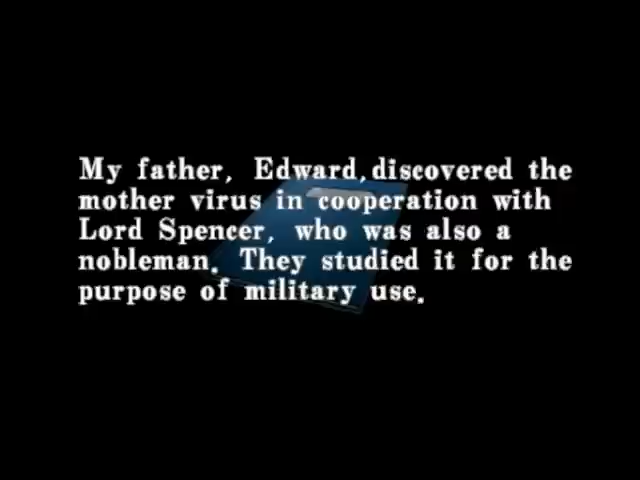 My father, Edward,discovered the
mother virus in cooperation with
Lord Spencer, who was also a
nobleman. They studied it for the
purpose of military use.